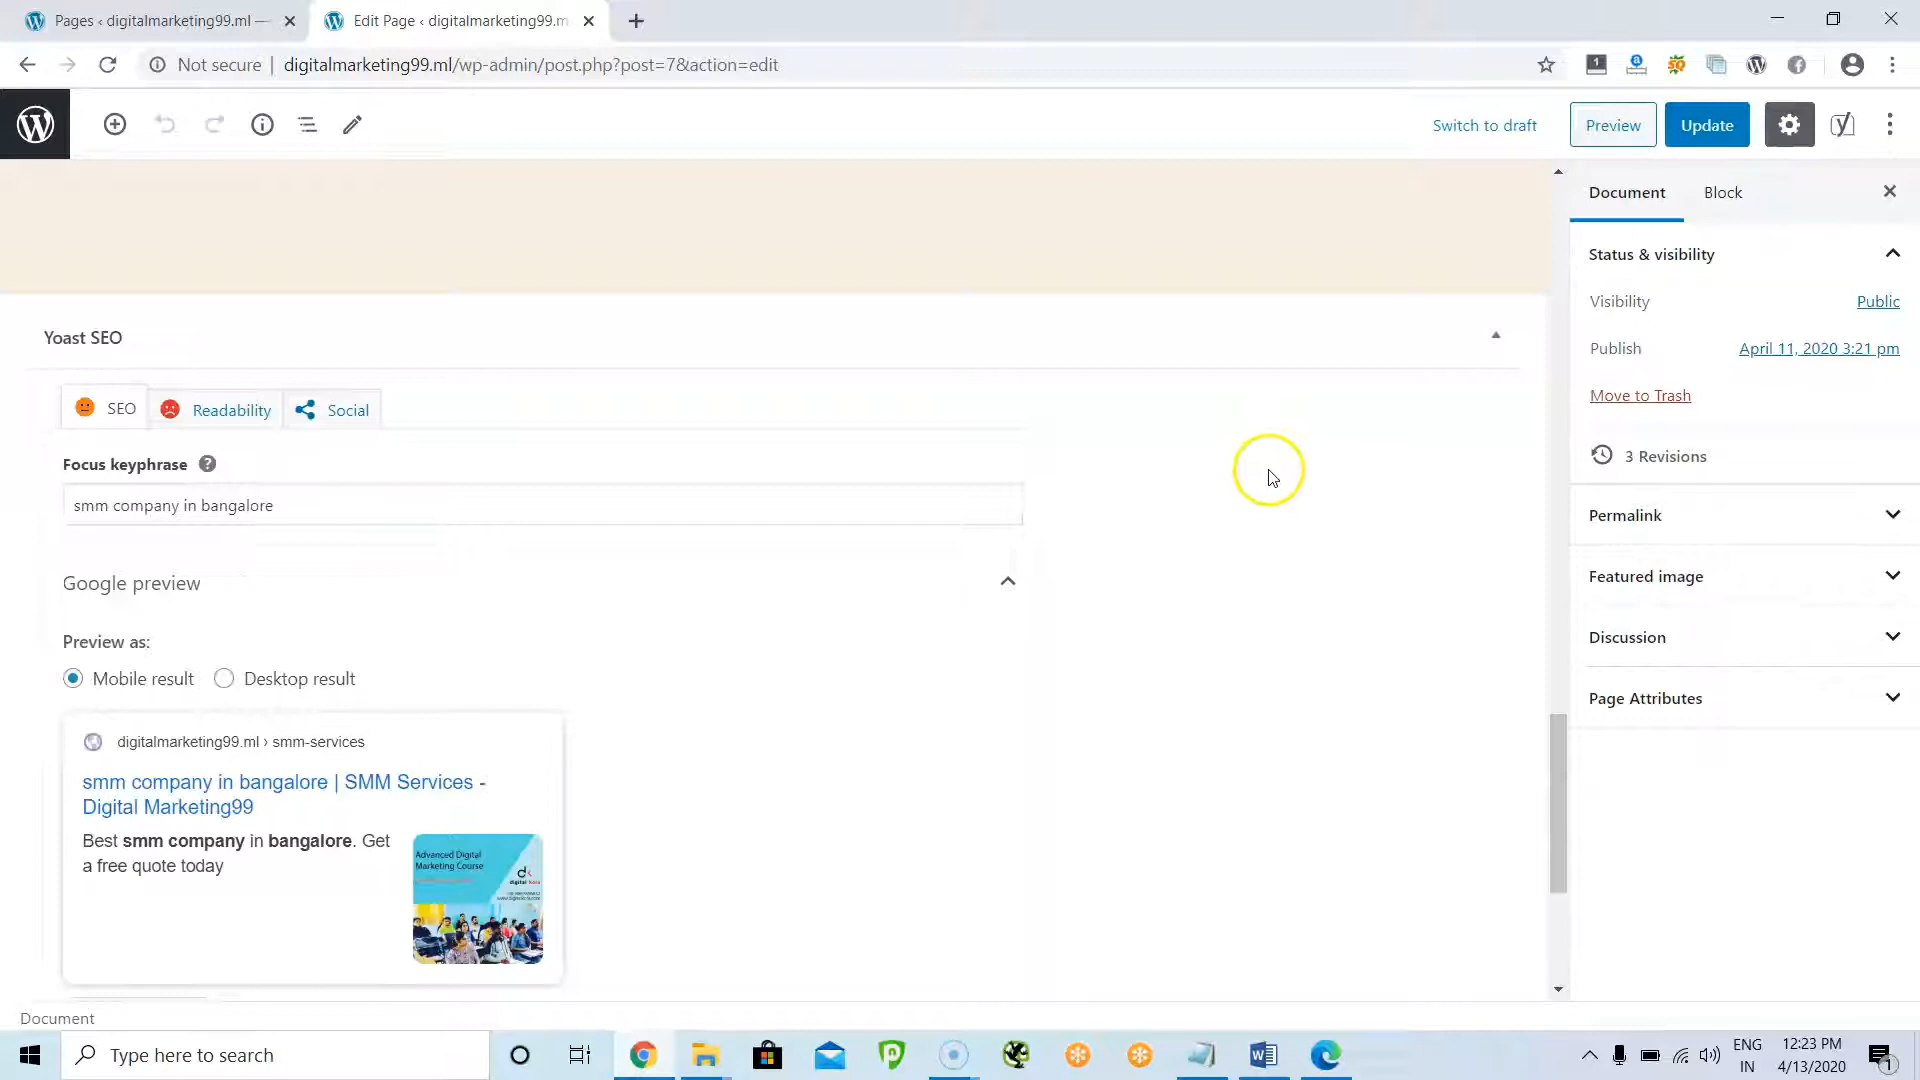 Pages ‹ digitalmarketing99.ml —
Edit Page ‹ digitalmarketing99.m
Not secure | digitalmarketing99.ml/wp-admin/post.php?post=7&action=edit
Switch to draft
Preview
Update
Document
Block
Status & visibility
Visibility
Public
Publish
April 11, 2020 3:21 pm
Move to Trash
3 Revisions
Permalink
Featured image
Discussion
Page Attributes
Yoast SEO
SEO
Readability
Social
Focus keyphrase
smm company in bangalore
Google preview
Preview as:
Mobile result
Desktop result
digitalmarketing99.ml › smm-services
smm company in bangalore | SMM Services -
Digital Marketing99
Best smm company in bangalore. Get
a free quote today
Advanced Digital
Marketing Course
Document
Type here to search
ENG
IN
12:23 PM
4/13/2020
1